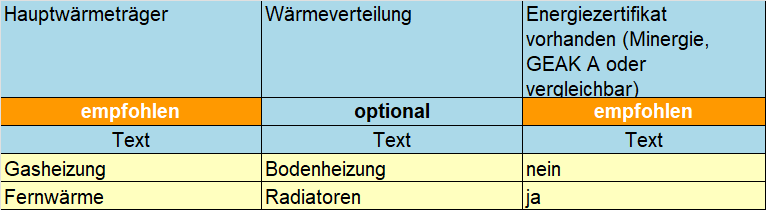 Hauptwärmeträger Wärmeverteilung Energiezertifikat
vorhanden (Minergie,
GEAK A oder
vergleichbar)
empfohlen optional empfohlen
Text Text Text
Gasheizung Bodenheizung nein
Fernwärme Radiatoren ja